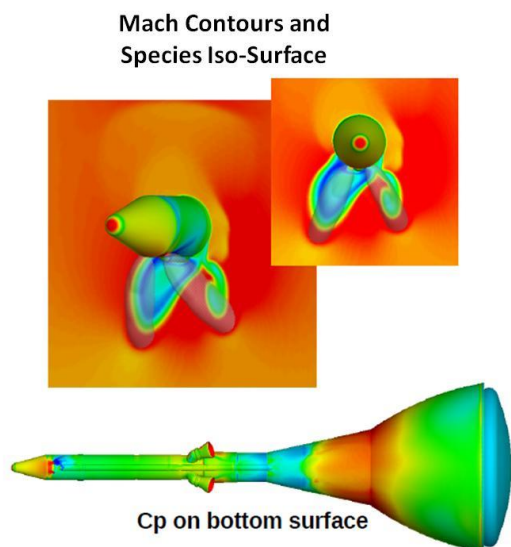 Mach Contours and
Species Iso-Surface
Cp on bottom surface